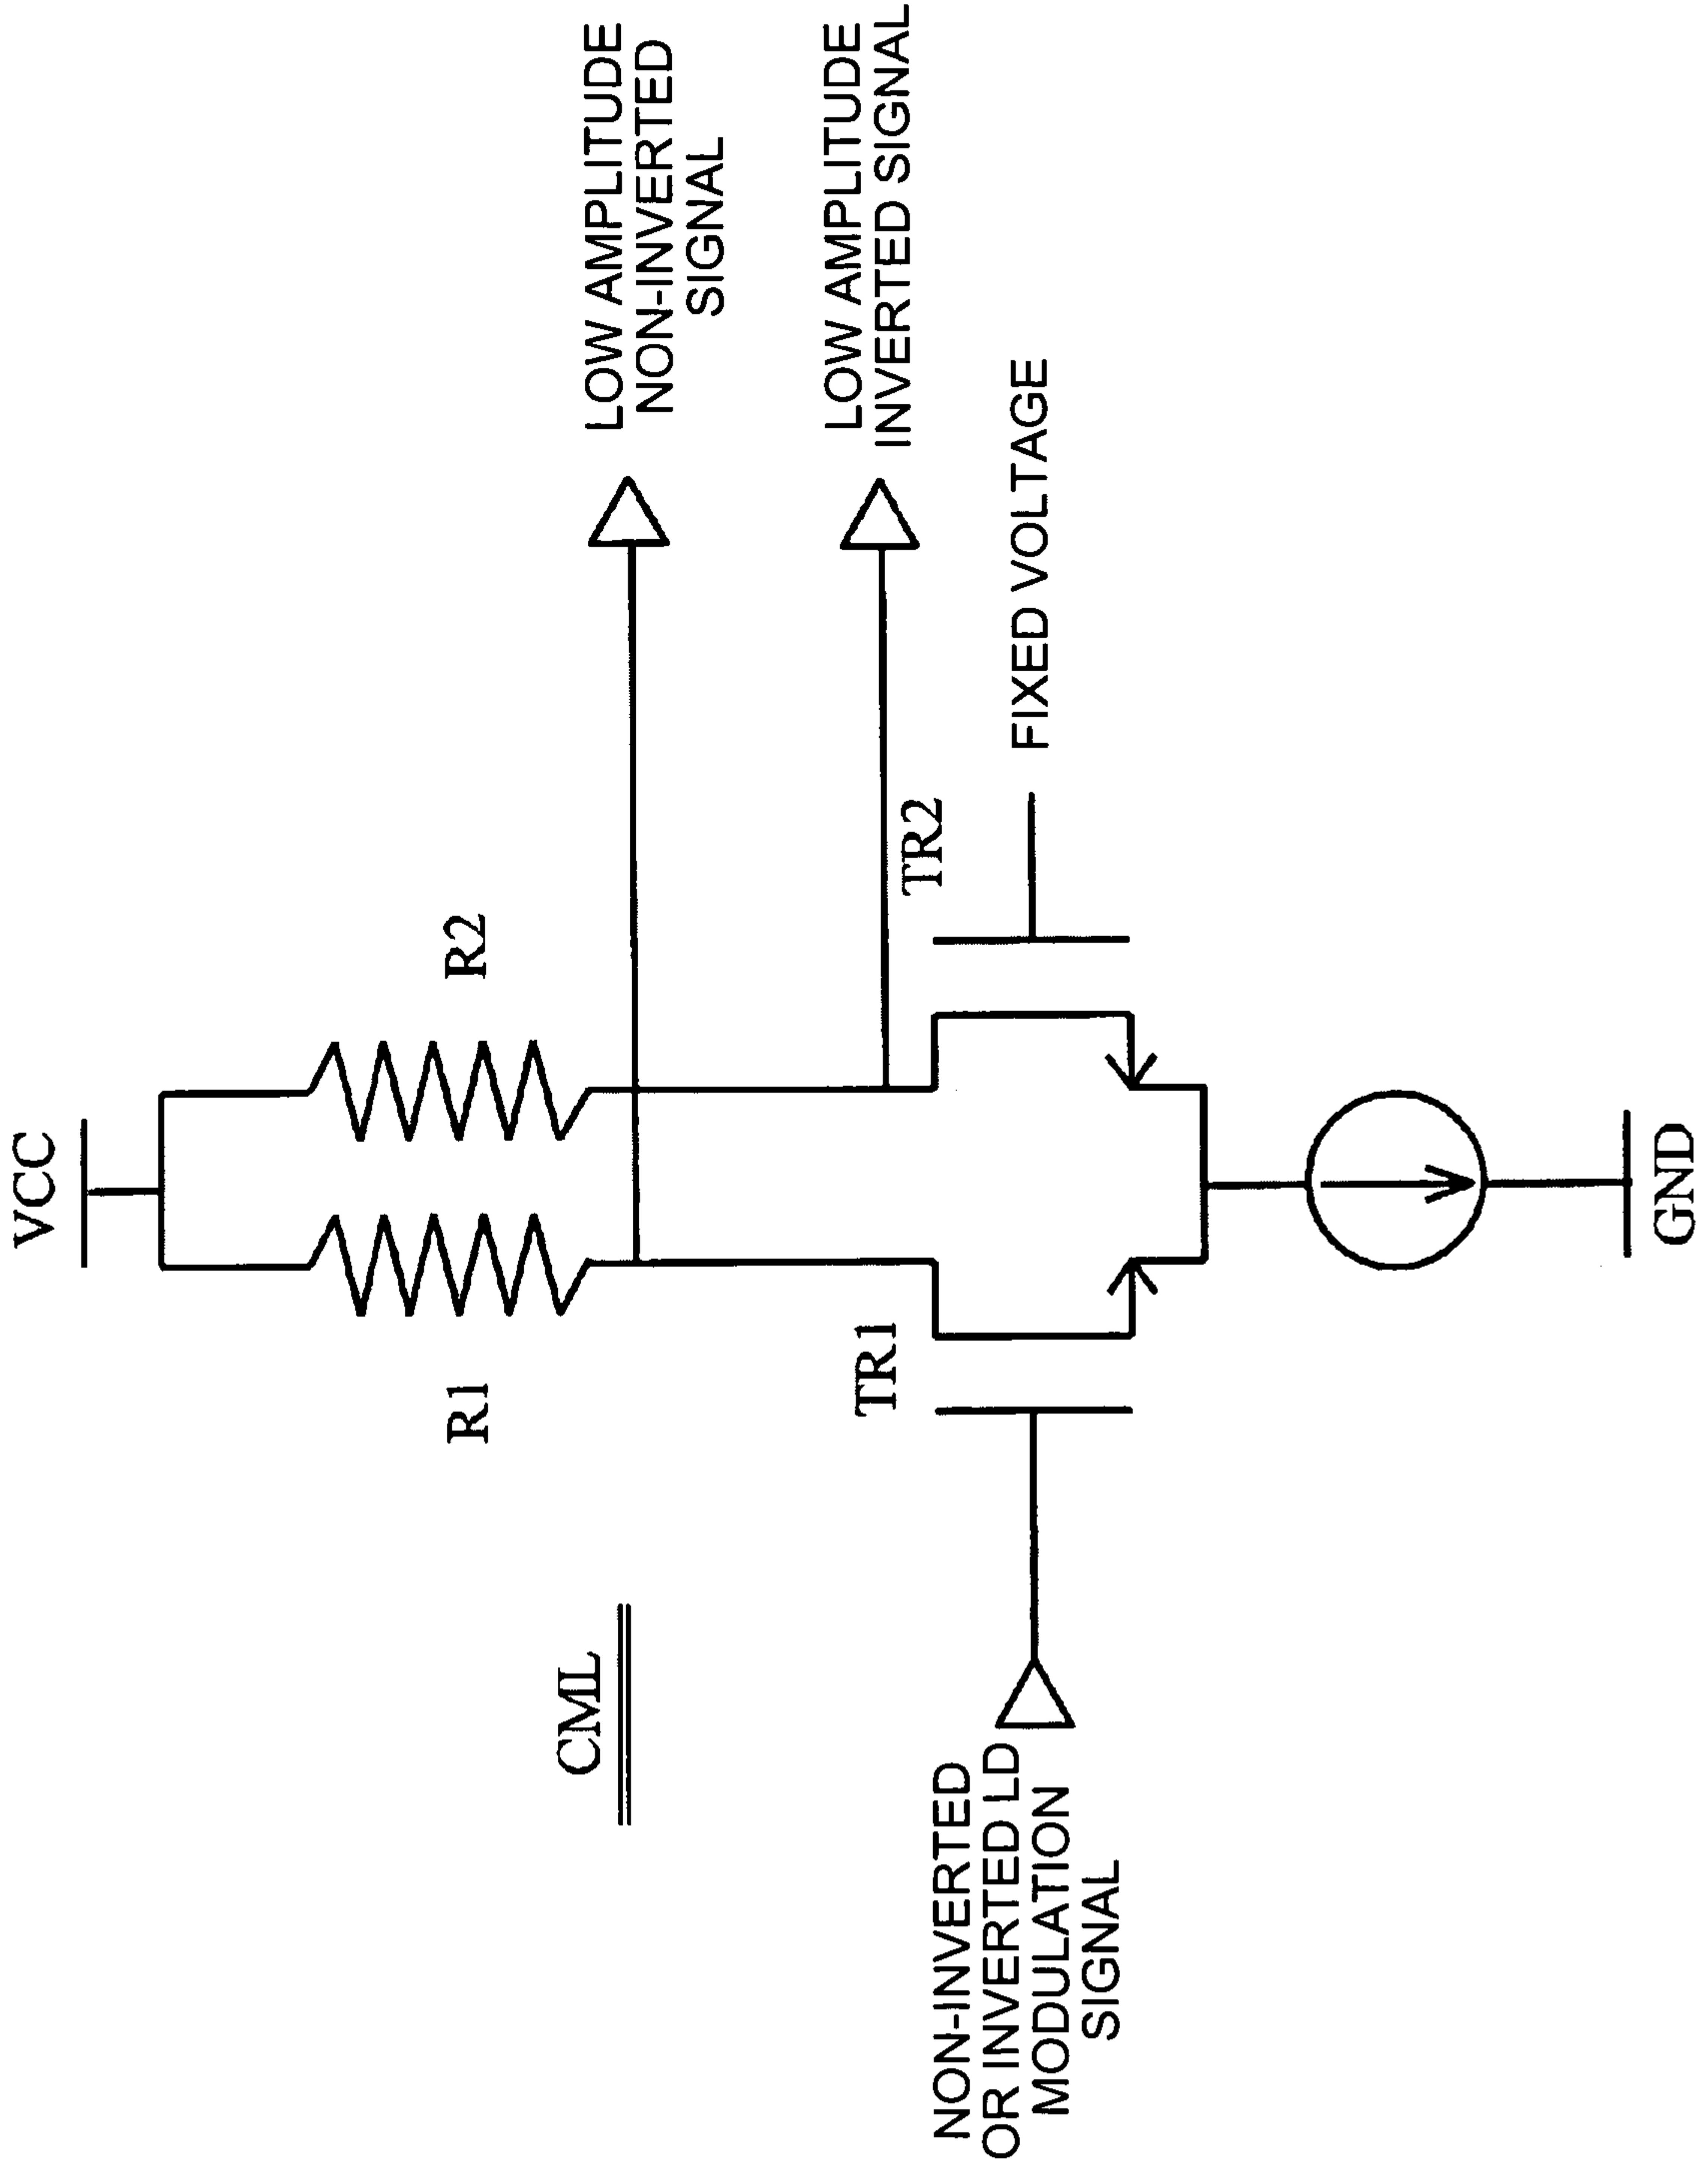 VCC
R1
R2
CML
LOW AMPLITUDE
NON-INVERTED
SIGNAL
LOW AMPLITUDE
INVERTED SIGNAL
TR1
TR2
NON-INVERTED
OR INVERTED LD
MODULATION
SIGNAL
FIXED VOLTAGE
GND